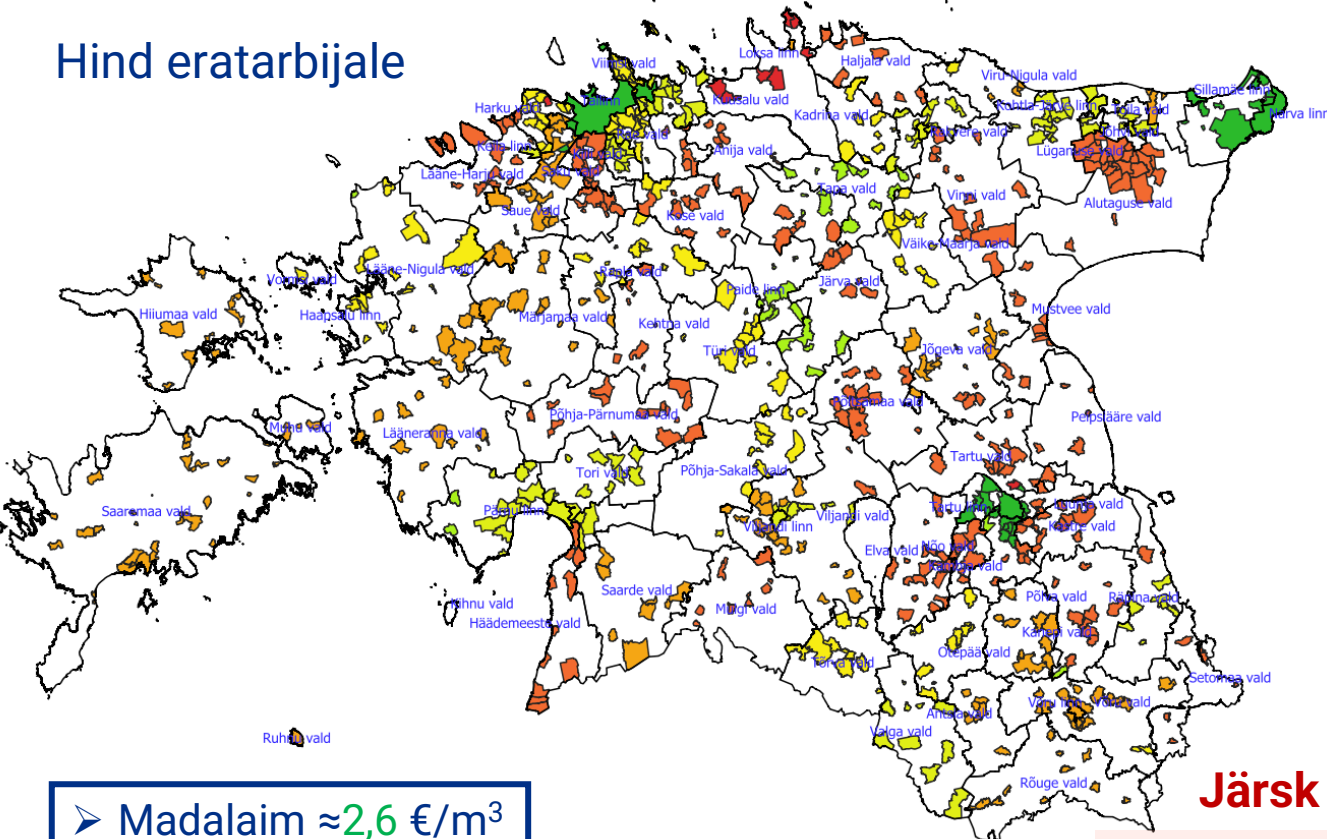 Hind eratarbijale
Viimsi vald
Loksa linn
Haljala vald
Viru-Nigula vald
Sillamäe linn
Tallinn
Kuusalu vald
Harku vald
Kadrina vald
Kohtla-Järve linn
Toila vald
Narva linn
Rakvere vald
Jõhvi vald
Keila linn
Anija vald
Lüganuse vald
Saku vald
Lääne-Harju vald
Tapa vald
Vinni vald
Alutaguse vald
Saue vald
Kose vald
Väike-Maarja vald
Lääne-Nigula vald
Rapla vald
Vormsi vald
Järva vald
Paide linn
Hiiumaa vald
Haapsalu linn
Märjamaa vald
Kehtna vald
Mustvee vald
Türi vald
Jõgeva vald
Põltsamaa vald
Põhja-Pärnumaa vald
Peipsiääre vald
Muhu vald
Lääneranna vald
Tartu vald
Tori vald
Põhja-Sakala vald
Saaremaa vald
Pärnu linn
Tartu linn
Luunja vald
Viljandi linn
Viljandi vald
Kastre vald
Elva vald
Nõo vald
Kambja vald
Saarde vald
Kihnu vald
Mulgi vald
Põlva vald
Räpina vald
Häädemeeste vald
Kanepi vald
Otepää vald
Tõrva vald
Setomaa vald
Võru linn
Võru vald
Antsla vald
Valga vald
Ruhnu vald
Rõuge vald
Järsk
➢ Madalaim ≈2,6 €/m³